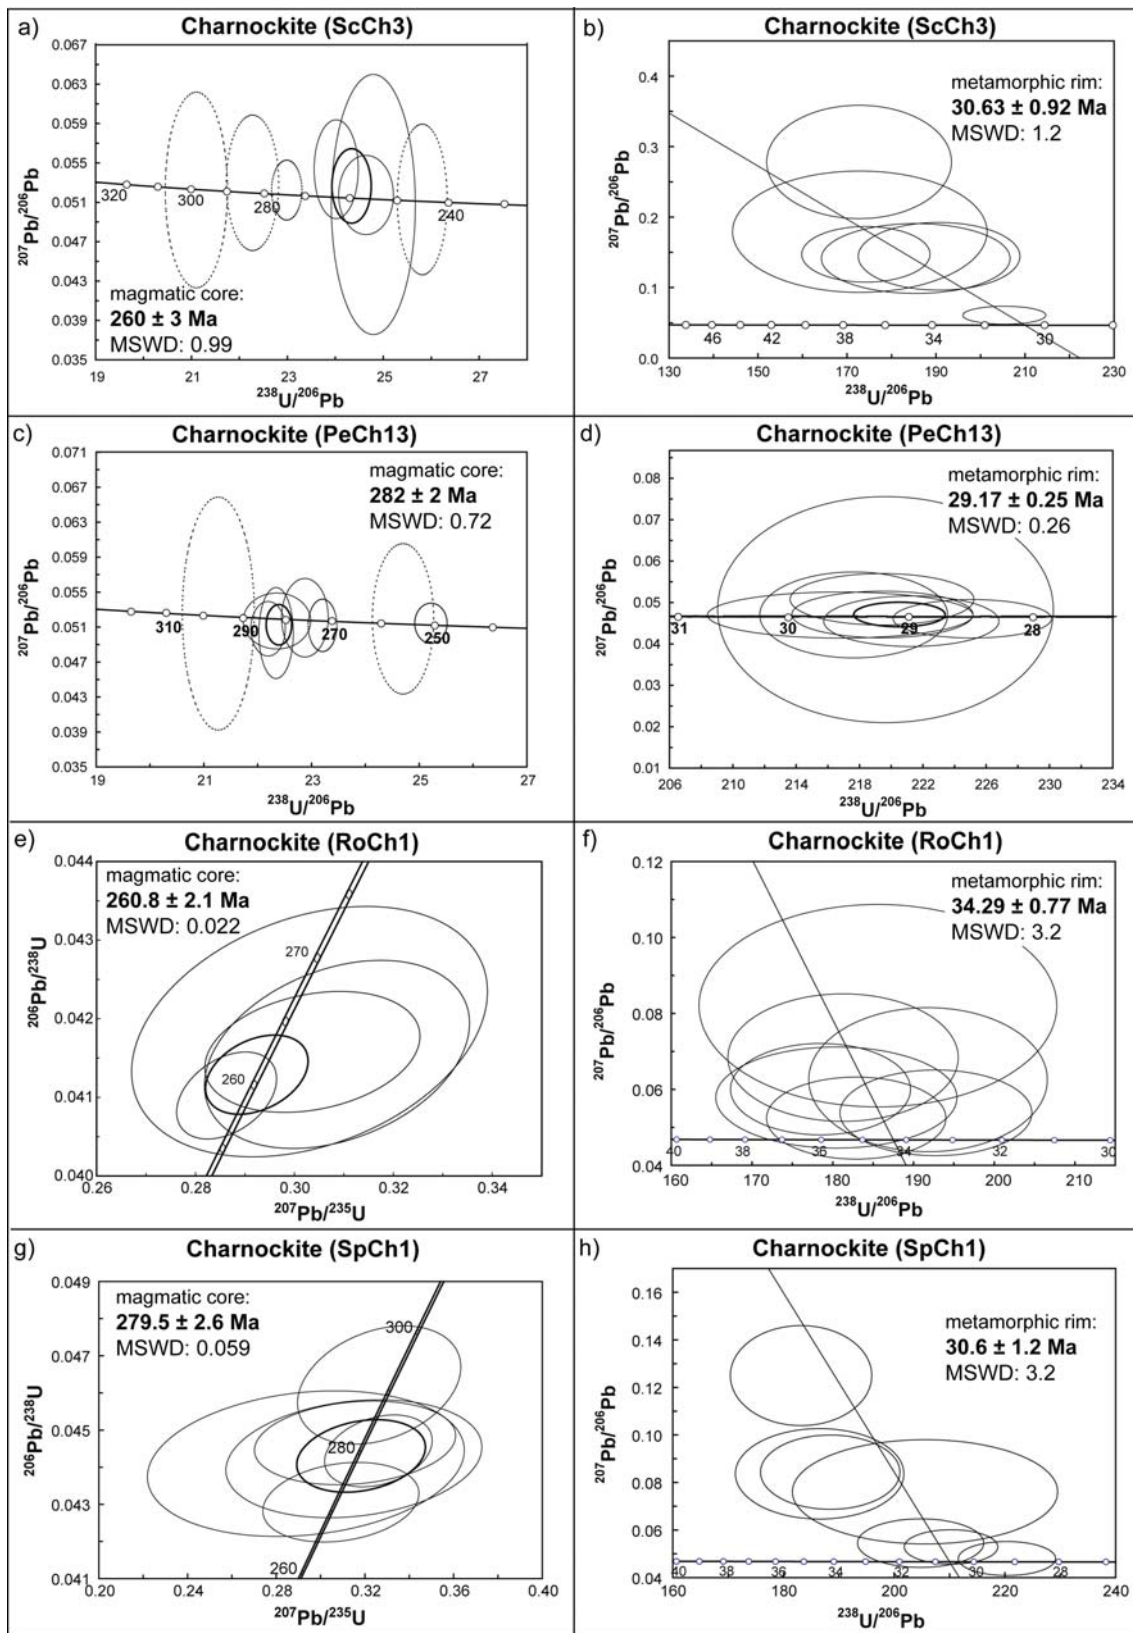 a)
Charnockite (ScCh3)
0.067
0.063
0.059
0.055
0.051
0.047
0.043
0.039
0.035
207Pb/206Pb
320
300
280
240
magmatic core:
260 ± 3 Ma
MSWD: 0.99
19
21
23
25
27
238U/206Pb
b)
Charnockite (ScCh3)
metamorphic rim:
30.63 ± 0.92 Ma
MSWD: 1.2
0.4
0.3
0.2
0.1
0.0
207Pb/206Pb
46
42
38
34
30
130
150
170
190
210
230
238U/206Pb
c)
Charnockite (PeCh13)
magmatic core:
282 ± 2 Ma
MSWD: 0.72
0.071
0.067
0.063
0.059
0.055
0.051
0.047
0.043
0.039
0.035
207Pb/206Pb
310
290
270
250
19
21
23
25
27
238U/206Pb
d)
Charnockite (PeCh13)
metamorphic rim:
29.17 ± 0.25 Ma
MSWD: 0.26
0.08
0.07
0.06
0.05
0.04
0.03
0.02
0.01
207Pb/206Pb
31
30
29
28
206
210
214
218
222
226
230
234
238U/206Pb
e)
Charnockite (RoCh1)
magmatic core:
260.8 ± 2.1 Ma
MSWD: 0.022
0.044
0.043
0.042
0.041
0.040
206Pb/238U
270
260
0.26
0.28
0.30
0.32
0.34
207Pb/235U
f)
Charnockite (RoCh1)
metamorphic rim:
34.29 ± 0.77 Ma
MSWD: 3.2
0.12
0.10
0.08
0.06
0.04
207Pb/206Pb
40
38
36
34
32
30
160
170
180
190
200
210
238U/206Pb
g)
Charnockite (SpCh1)
magmatic core:
279.5 ± 2.6 Ma
MSWD: 0.059
0.049
0.047
0.045
0.043
0.041
206Pb/238U
300
280
260
0.20
0.24
0.28
0.32
0.36
0.40
207Pb/235U
h)
Charnockite (SpCh1)
metamorphic rim:
30.6 ± 1.2 Ma
MSWD: 3.2
0.16
0.14
0.12
0.10
0.08
0.06
0.04
207Pb/206Pb
40
38
36
34
32
30
28
160
180
200
220
240
238U/206Pb